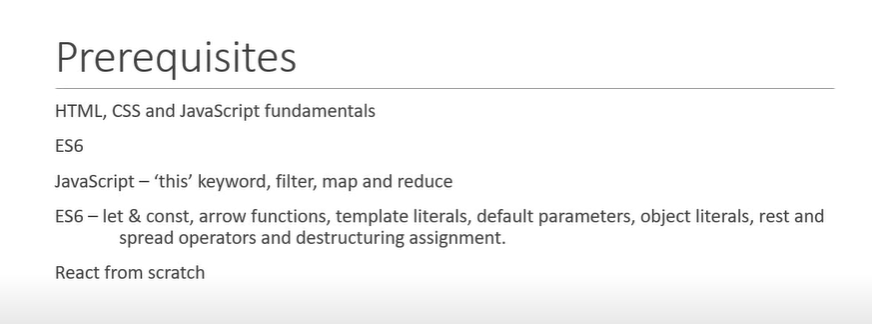 Prerequisites
HTML, CSS and JavaScript fundamentals
ES6
JavaScript – ‘this’ keyword, filter, map and reduce
ES6 – let & const, arrow functions, template literals, default parameters, object literals, rest and
spread operators and destructuring assignment.
React from scratch